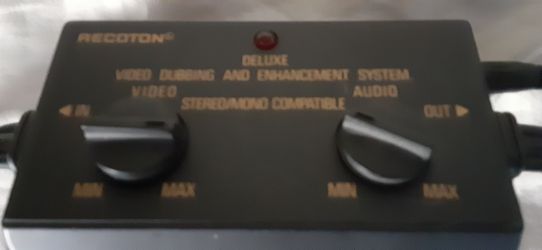 RECOTON®
DELUXE
VIDEO DUBBING AND ENHANCEMENT SYSTEM
VIDEO AUDIO
STEREO/MONO COMPATIBLE
IN OUT
MIN MAX MIN MAX